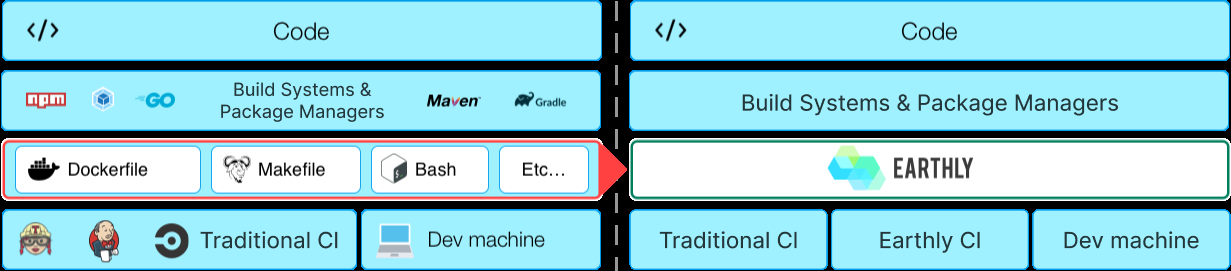 Code
npm
GO
Build Systems &
Package Managers
Maven
Gradle
Dockerfile
Makefile
Bash
Etc...
Traditional CI
Dev machine
Code
Build Systems & Package Managers
EARTHLY
Traditional CI
Earthly CI
Dev machine